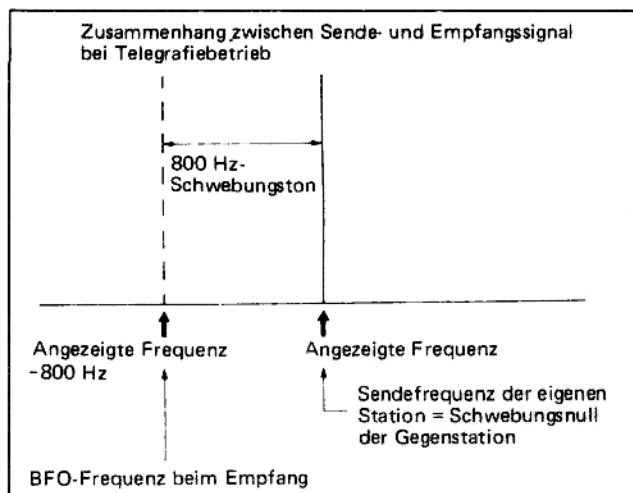 Zusammenhang zwischen Sende- und Empfangssignal
bei Telegrafiebetrieb
800 Hz-
Schwebungston
Angezeigte Frequenz
-800 Hz
Angezeigte Frequenz
Sendefrequenz der eigenen
Station = Schwebungsnull
der Gegenstation
BFO-Frequenz beim Empfang